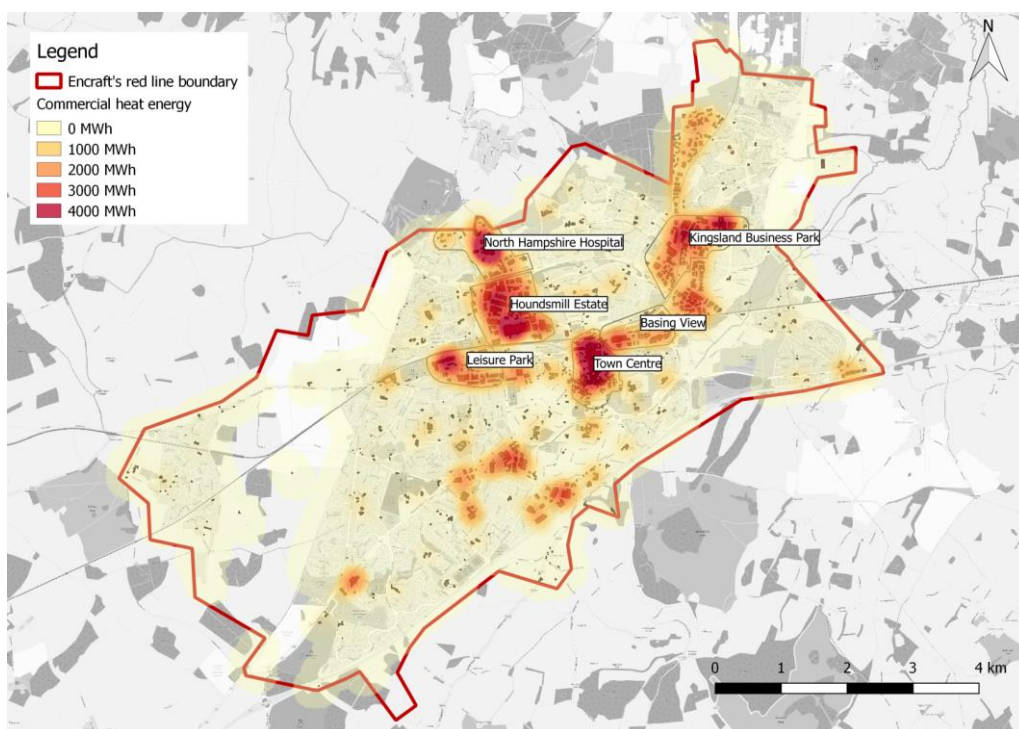 Legend
Encraft's red line boundary
Commercial heat energy
0 MWh
1000 MWh
2000 MWh
3000 MWh
4000 MWh
N
North Hampshire Hospital
Kingsland Business Park
Houndsmill Estate
Basing View
Leisure Park
Town Centre
0 1 2 3 4 km